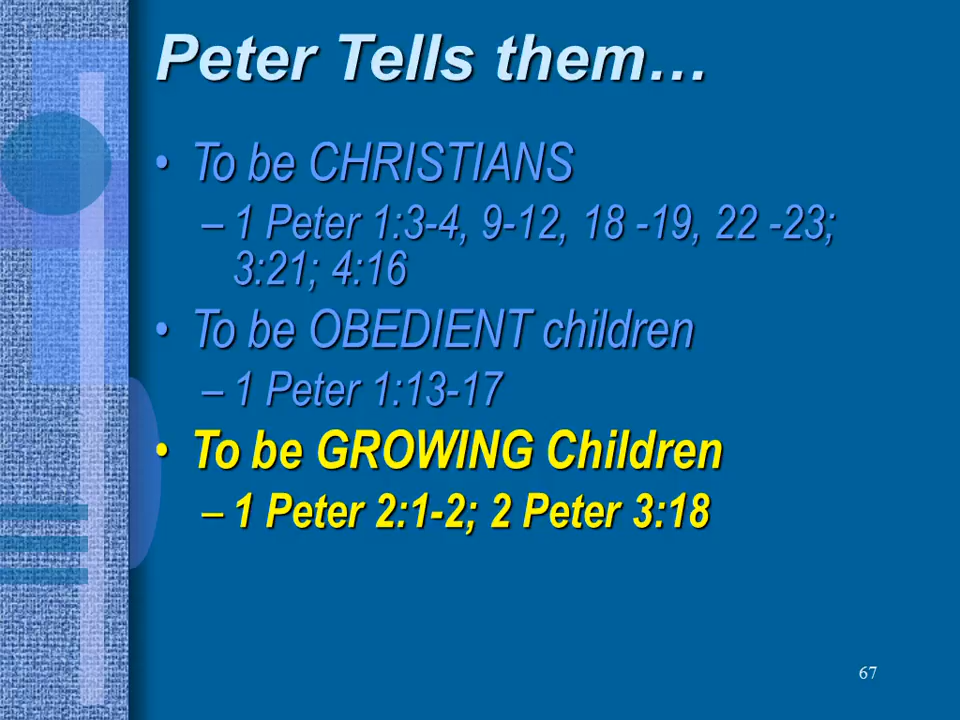 Peter Tells them…
• To be CHRISTIANS
– 1 Peter 1:3-4, 9-12, 18 -19, 22 -23;
3:21; 4:16
• To be OBEDIENT children
– 1 Peter 1:13-17
• To be GROWING Children
– 1 Peter 2:1-2; 2 Peter 3:18
67